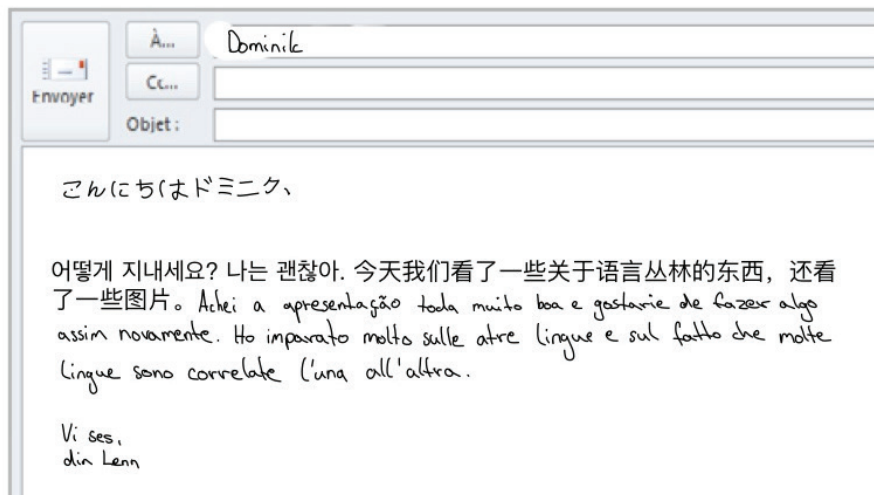 À...
Dominik
Envoyer
Cc...
Objet :
こんにちはドミニク、
어떻게 지내세요? 나는 괜찮아. 今天我们看了一些关于语言丛林的东西，还看
了一些图片。Achei a apresentação toda muito boa e gostarie de fazer algo
assim novamente. Ho imparato molto sulle atre lingue e sul fatto che molte
lingue sono correlate l'una all'altra.
Vi ses,
din Lenn